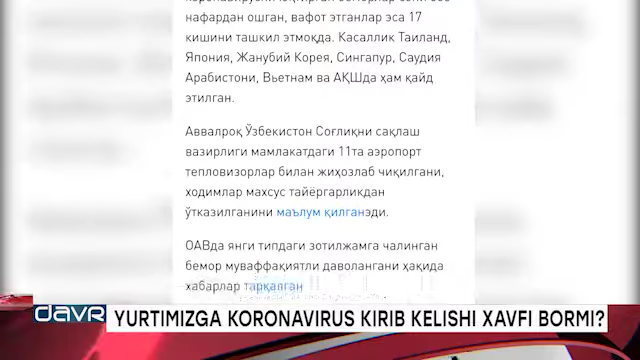 нафардан ошган, вафот этганлар эса 17
кишини ташкил этмоқда. Касаллик Таиланд,
Япония, Жанубий Корея, Сингапур, Саудия
Арабистони, Вьетнам ва АҚШда ҳам қайд
этилган.
Аввалроқ Ўзбекистон Соғлиқни сақлаш
вазирлиги мамлакатдаги 11та аэропорт
тепловизорлар билан жиҳозлаб чиқилгани,
ходимлар махсус тайёргарликдан
ўтказилганини маълум қилганэди.
ОАВда янги типдаги зотилжамга чалинган
бемор муваффақиятли даволангани ҳақида
хабарлар тарқалган
davr YURTIMIZGA KORONAVIRUS KIRIB KELISHI XAVFI BORMI?